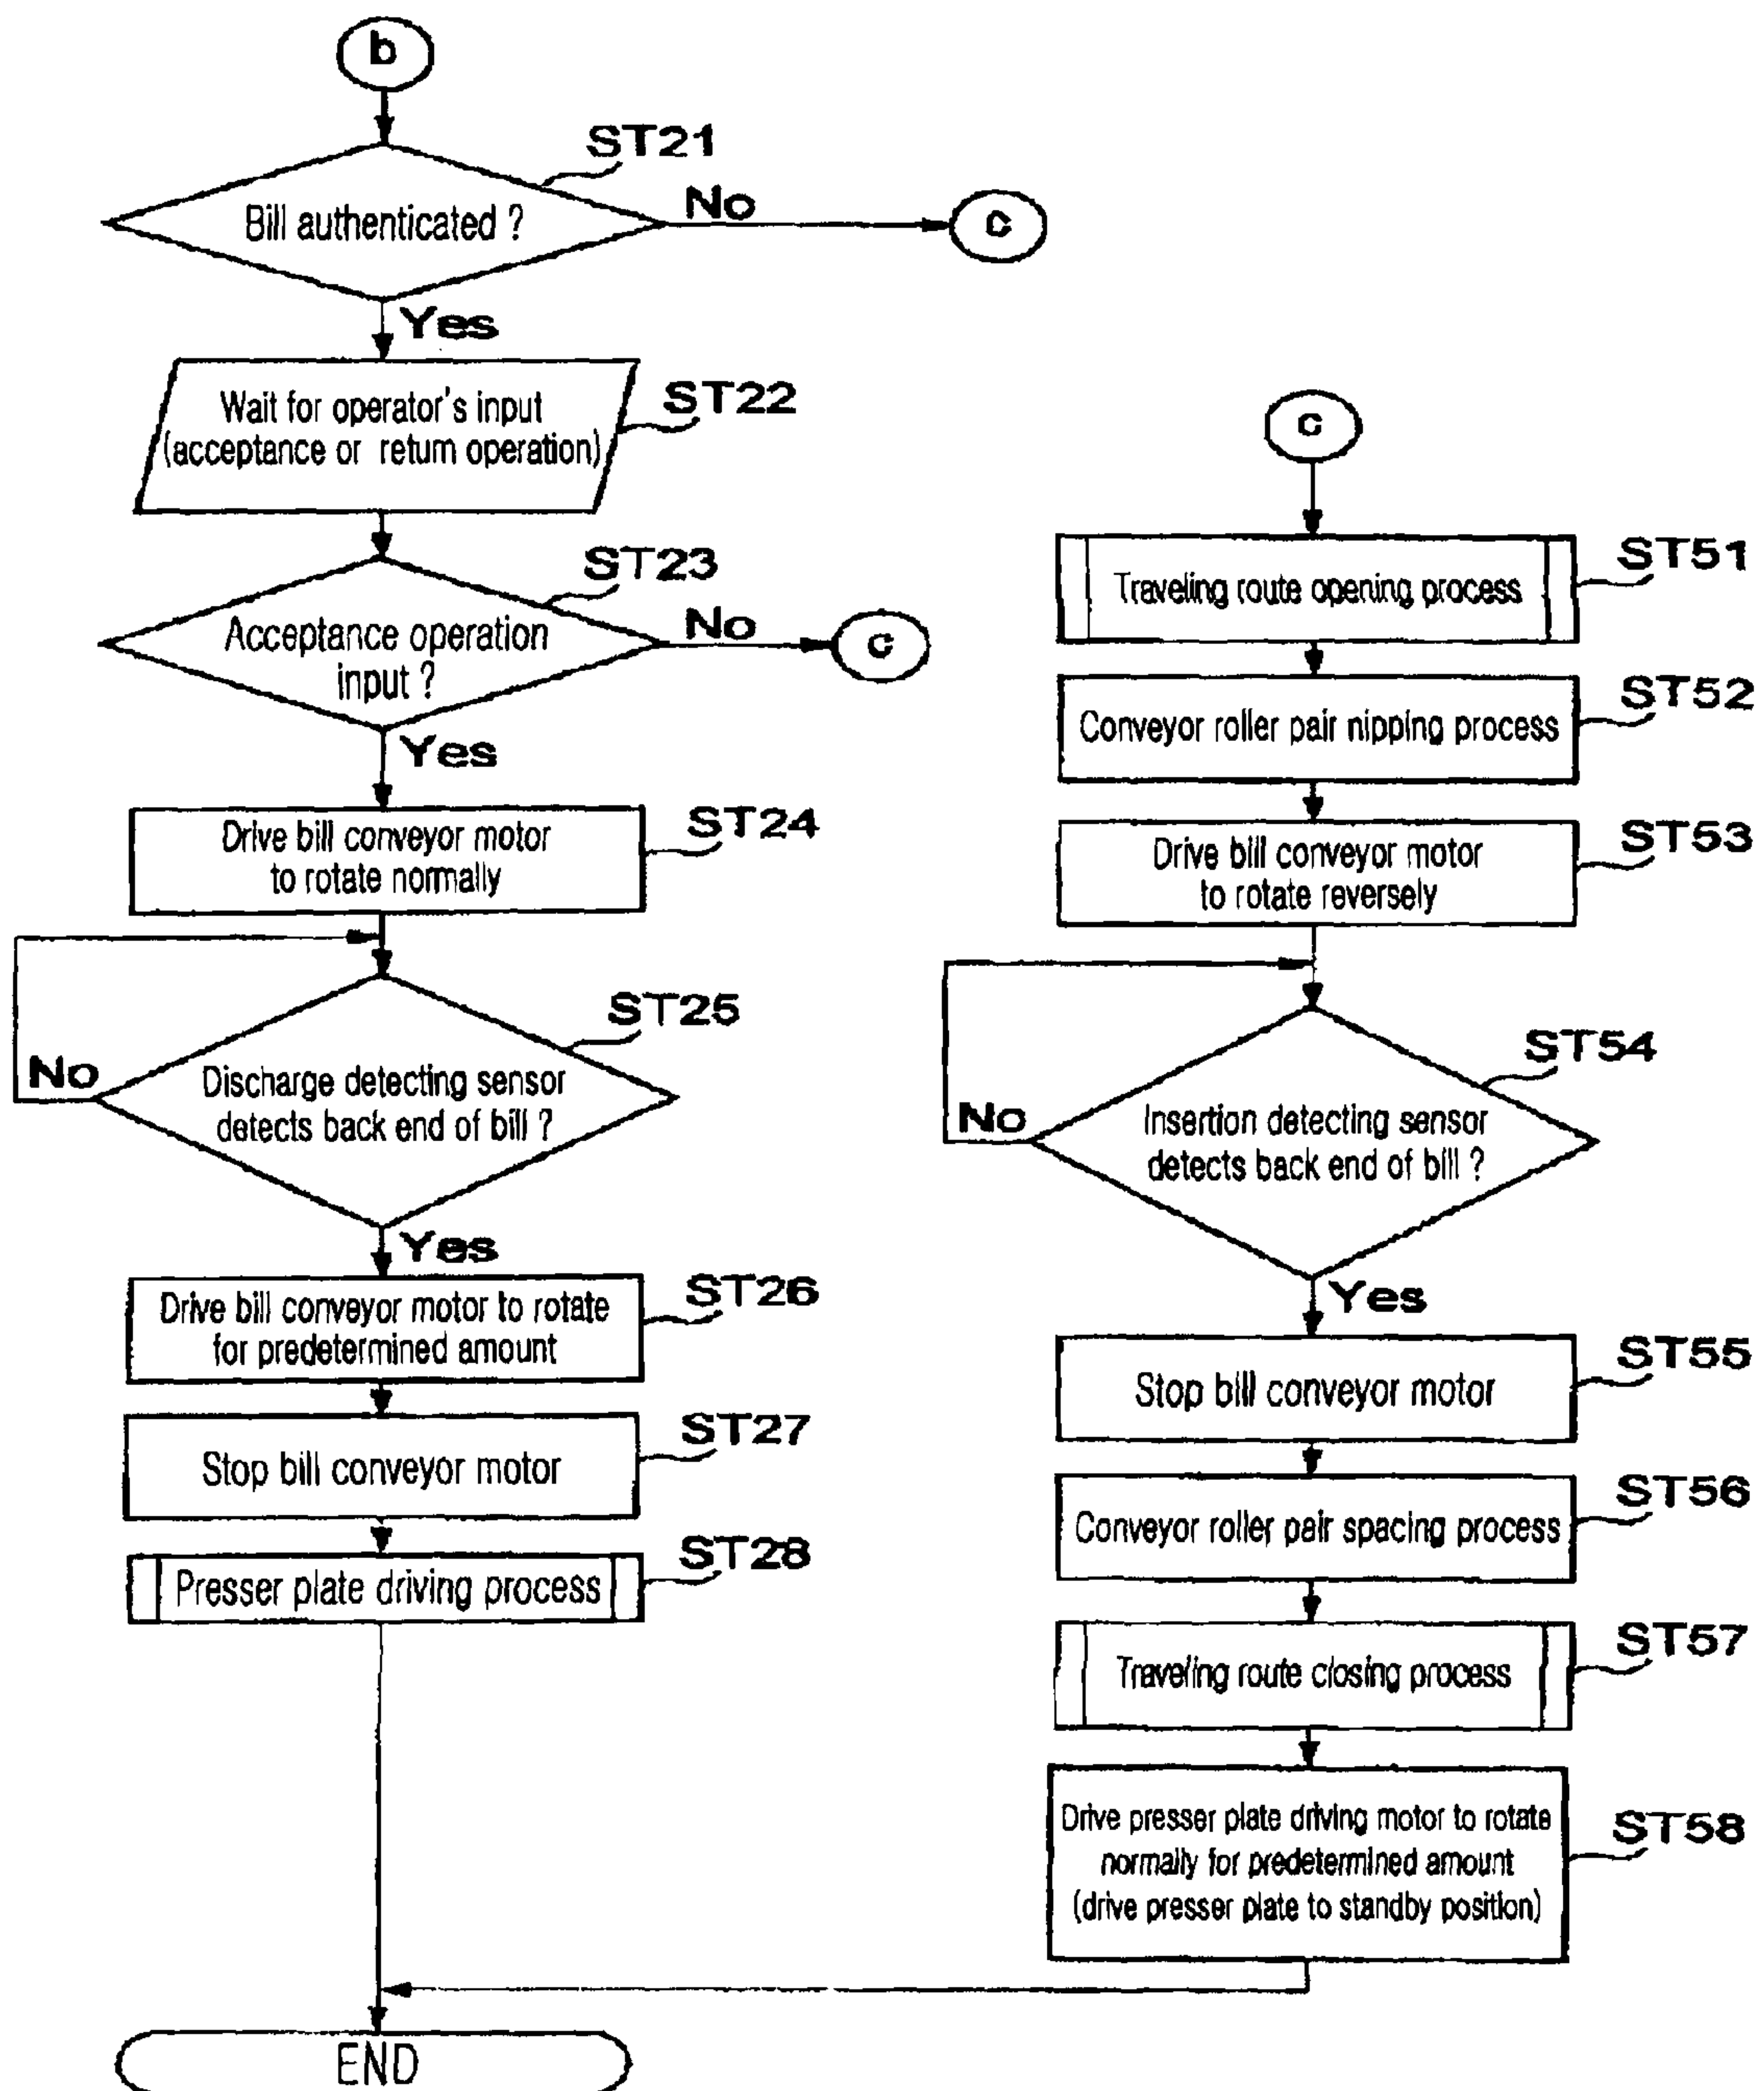 b
ST21
Bill authenticated ?
No
c
Yes
Wait for operator's input
(acceptance or return operation)
ST22
ST23
Acceptance operation
input ?
No
c
Yes
Drive bill conveyor motor
to rotate normally
ST24
ST25
No
Discharge detecting sensor
detects back end of bill ?
Yes
Drive bill conveyor motor to rotate
for predetermined amount
ST26
Stop bill conveyor motor
ST27
Presser plate driving process
ST28
c
Traveling route opening process
ST51
Conveyor roller pair nipping process
ST52
Drive bill conveyor motor
to rotate reversely
ST53
ST54
No
Insertion detecting sensor
detects back end of bill ?
Yes
Stop bill conveyor motor
ST55
Conveyor roller pair spacing process
ST56
Traveling route closing process
ST57
Drive presser plate driving motor to rotate
normally for predetermined amount
(drive presser plate to standby position)
ST58
END